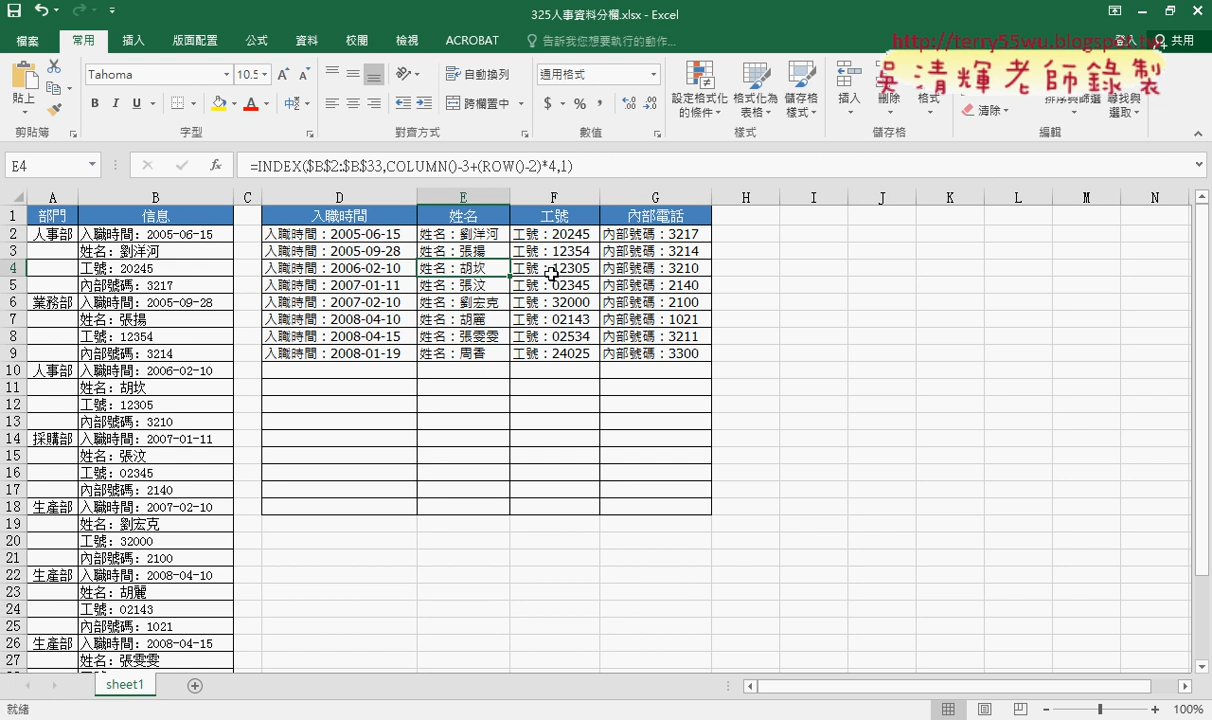 325人事資料分欄.xlsx - Excel
http://terry55wu.blogspot.tw
吳清輝老師錄製
檔案 常用 插入 版面配置 公式 資料 校閱 檢視 ACROBAT 告訴我您想要執行的動作... 登入 共用
貼上 Tahoma 10.5 自動換列 通用格式 設定格式化的條件 格式化為表格 儲存格樣式 插入 刪除 格式 排序與篩選 尋找與選取
B I U 跨欄置中 $ % , 清除
剪貼簿 字型 對齊方式 數值 樣式 儲存格 編輯
E4 fx =INDEX($B$2:$B$33,COLUMN()-3+(ROW()-2)*4,1)
A B C D E F G H I J K L M N
1 部門 信息 入職時間 姓名 工號 內部電話
2 人事部 入職時間：2005-06-15 入職時間：2005-06-15 姓名：劉洋河 工號：20245 內部號碼：3217
3 姓名：劉洋河 入職時間：2005-09-28 姓名：張揚 工號：12354 內部號碼：3214
4 工號：20245 入職時間：2006-02-10 姓名：胡坎 工號：12305 內部號碼：3210
5 內部號碼：3217 入職時間：2007-01-11 姓名：張汶 工號：02345 內部號碼：2140
6 業務部 入職時間：2005-09-28 入職時間：2007-02-10 姓名：劉宏克 工號：32000 內部號碼：2100
7 姓名：張揚 入職時間：2008-04-10 姓名：胡麗 工號：02143 內部號碼：1021
8 工號：12354 入職時間：2008-04-15 姓名：張雯雯 工號：02534 內部號碼：3211
9 內部號碼：3214 入職時間：2008-01-19 姓名：周香 工號：24025 內部號碼：3300
10 人事部 入職時間：2006-02-10
11 姓名：胡坎
12 工號：12305
13 內部號碼：3210
14 採購部 入職時間：2007-01-11
15 姓名：張汶
16 工號：02345
17 內部號碼：2140
18 生產部 入職時間：2007-02-10
19 姓名：劉宏克
20 工號：32000
21 內部號碼：2100
22 生產部 入職時間：2008-04-10
23 姓名：胡麗
24 工號：02143
25 內部號碼：1021
26 生產部 入職時間：2008-04-15
27 姓名：張雯雯
sheet1
就緒 100%